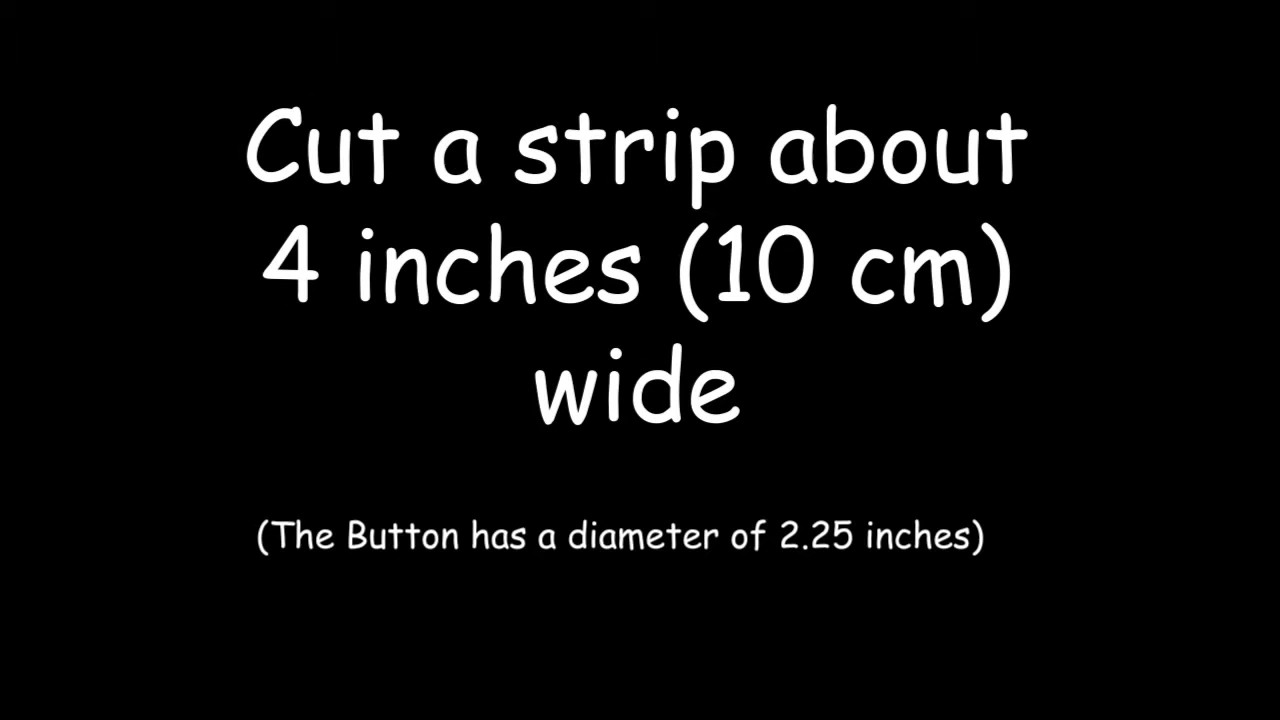 Cut a strip about
4 inches (10 cm)
wide
(The Button has a diameter of 2.25 inches)